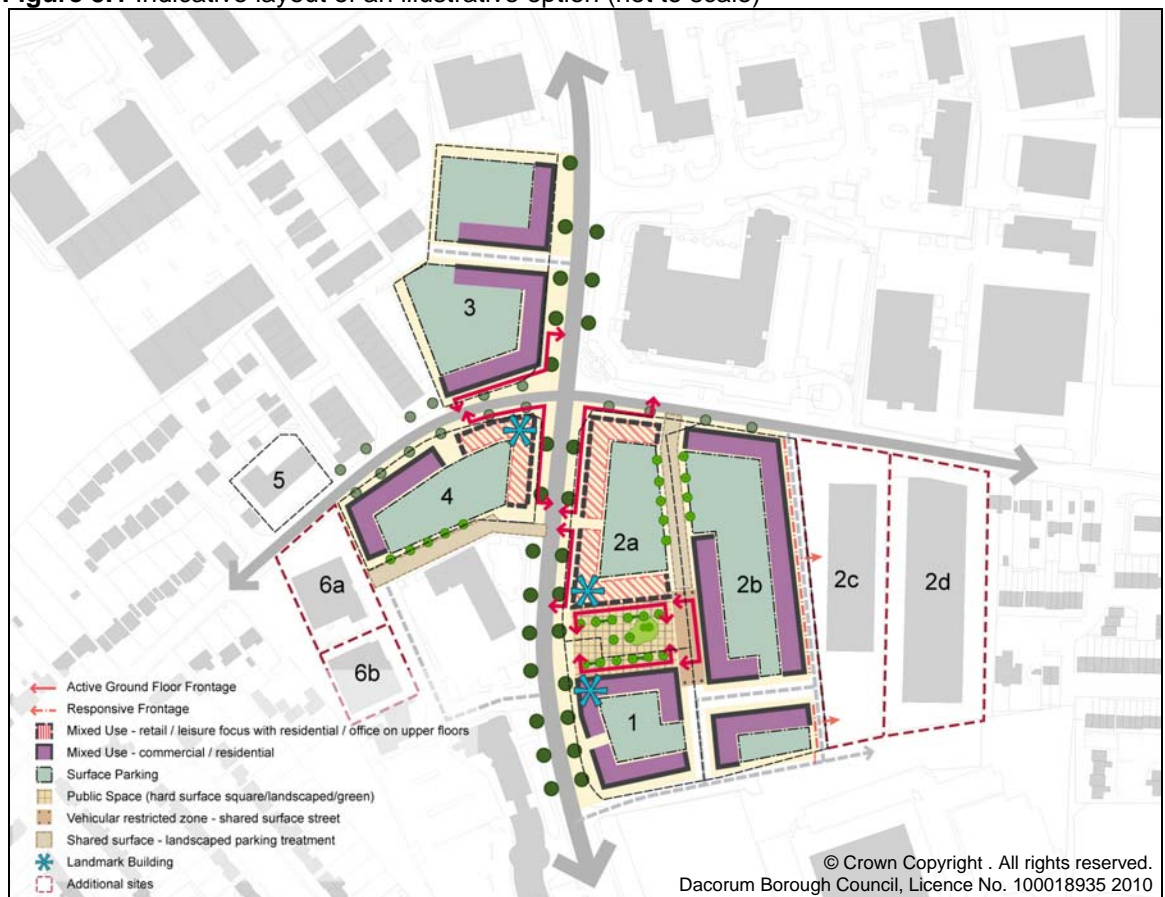 Figure 3.1 Indicative layout of an illustrative option (not to scale)
3
5
4
2a
2b
2c
2d
6a
6b
1
Active Ground Floor Frontage
Responsive Frontage
Mixed Use - retail / leisure focus with residential / office on upper floors
Mixed Use - commercial / residential
Surface Parking
Public Space (hard surface square/landscaped/green)
Vehicular restricted zone - shared surface street
Shared surface - landscaped parking treatment
Landmark Building
Additional sites
© Crown Copyright . All rights reserved.
Dacorum Borough Council, Licence No. 100018935 2010